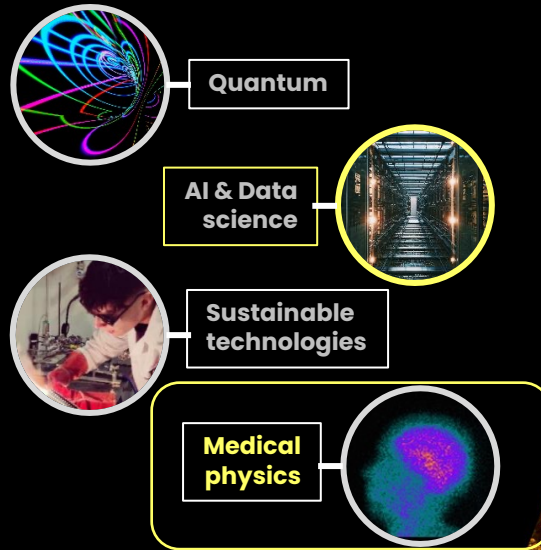 Quantum
AI & Data
science
Sustainable
technologies
Medical
physics